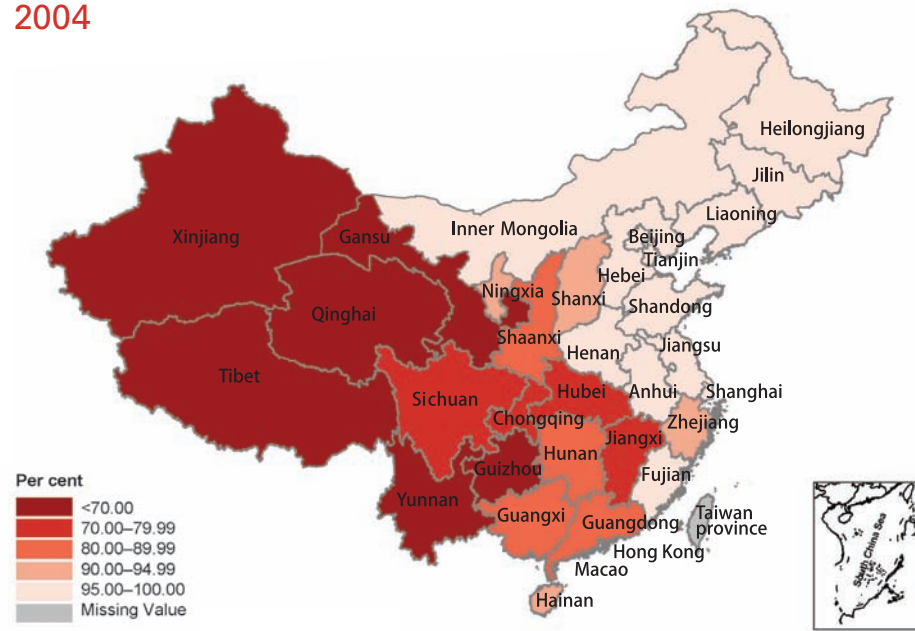 2004
Heilongjiang
Jilin
Liaoning
Inner Mongolia
Beijing
Tianjin
Xinjiang
Gansu
Hebei
Ningxia
Shanxi
Shandong
Qinghai
Shaanxi
Henan
Jiangsu
Tibet
Sichuan
Hubei
Anhui
Shanghai
Chongqing
Zhejiang
Jiangxi
Hunan
Guizhou
Fujian
Yunnan
Guangxi
Guangdong
Taiwan
province
Hong Kong
Macao
Hainan
Per cent
<70.00
70.00–79.99
80.00–89.99
90.00–94.99
95.00–100.00
Missing Value
South China Sea